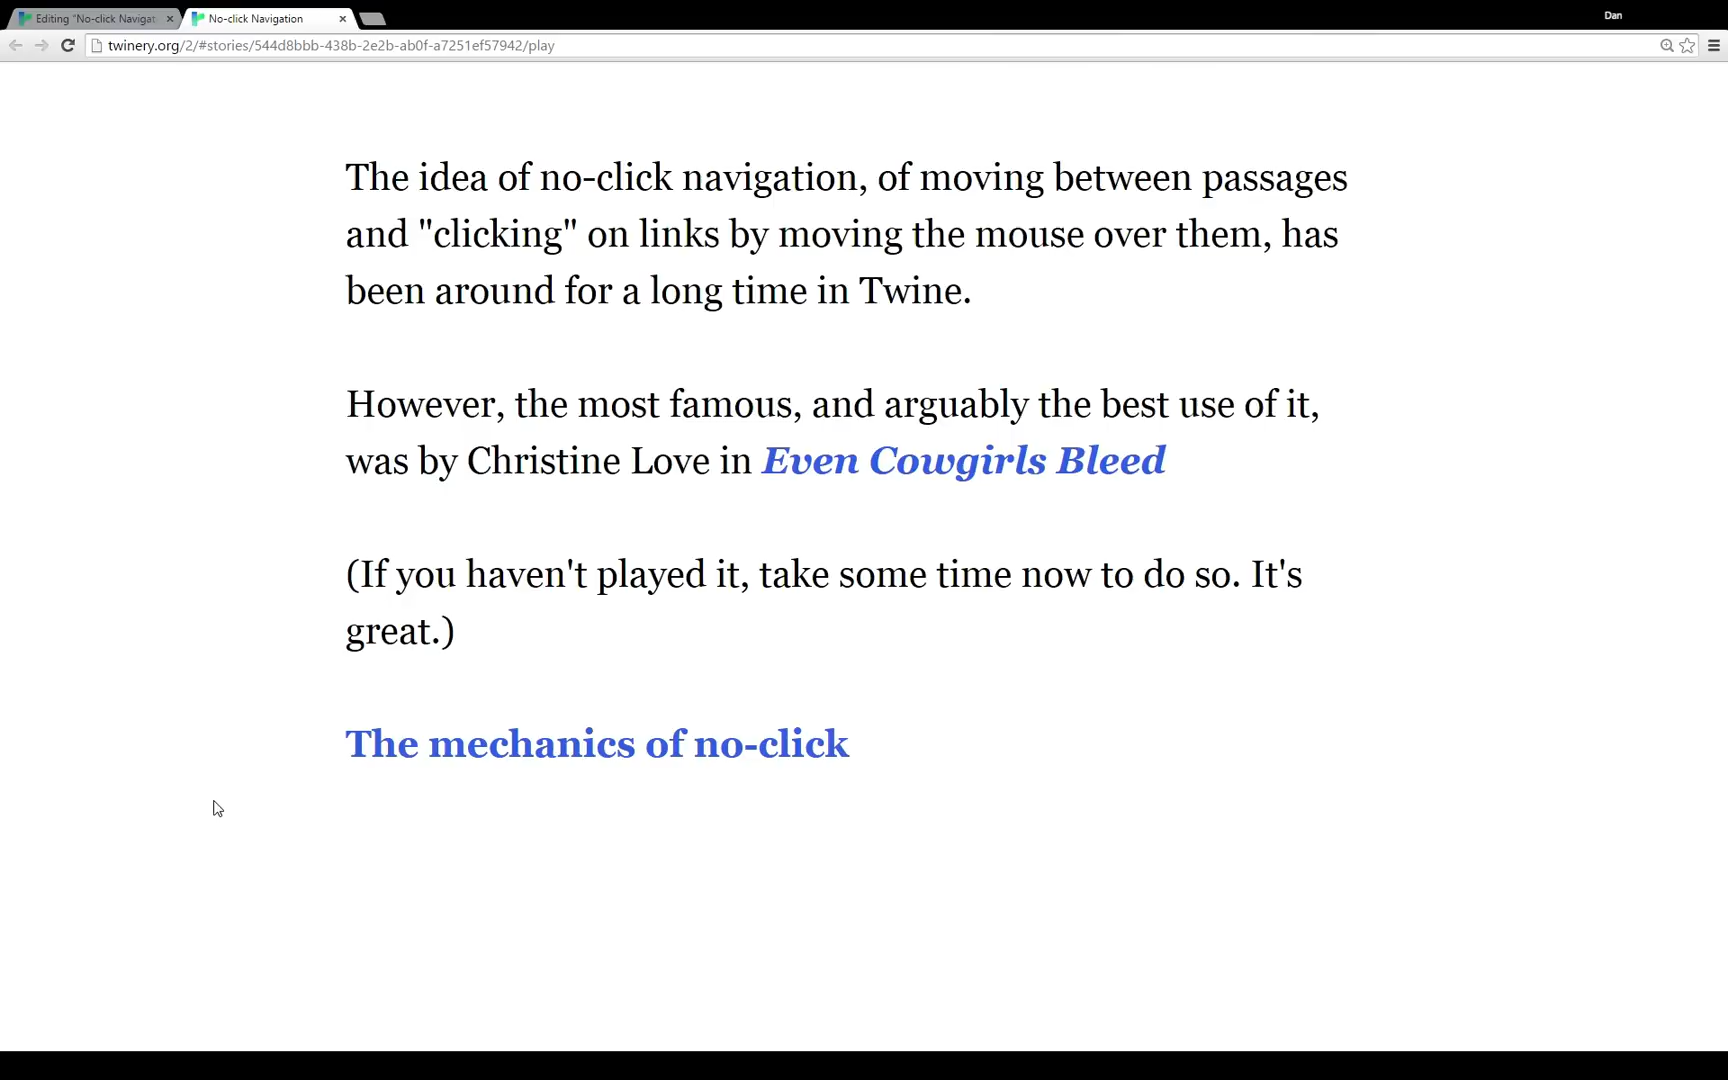 Editing "No-click Navigat
No-click Navigation
Dan
twinery.org/2/#stories/544d8bbb-438b-2e2b-ab0f-a7251ef57942/play
The idea of no-click navigation, of moving between passages
and "clicking" on links by moving the mouse over them, has
been around for a long time in Twine.
However, the most famous, and arguably the best use of it,
was by Christine Love in Even Cowgirls Bleed
(If you haven't played it, take some time now to do so. It's
great.)
The mechanics of no-click